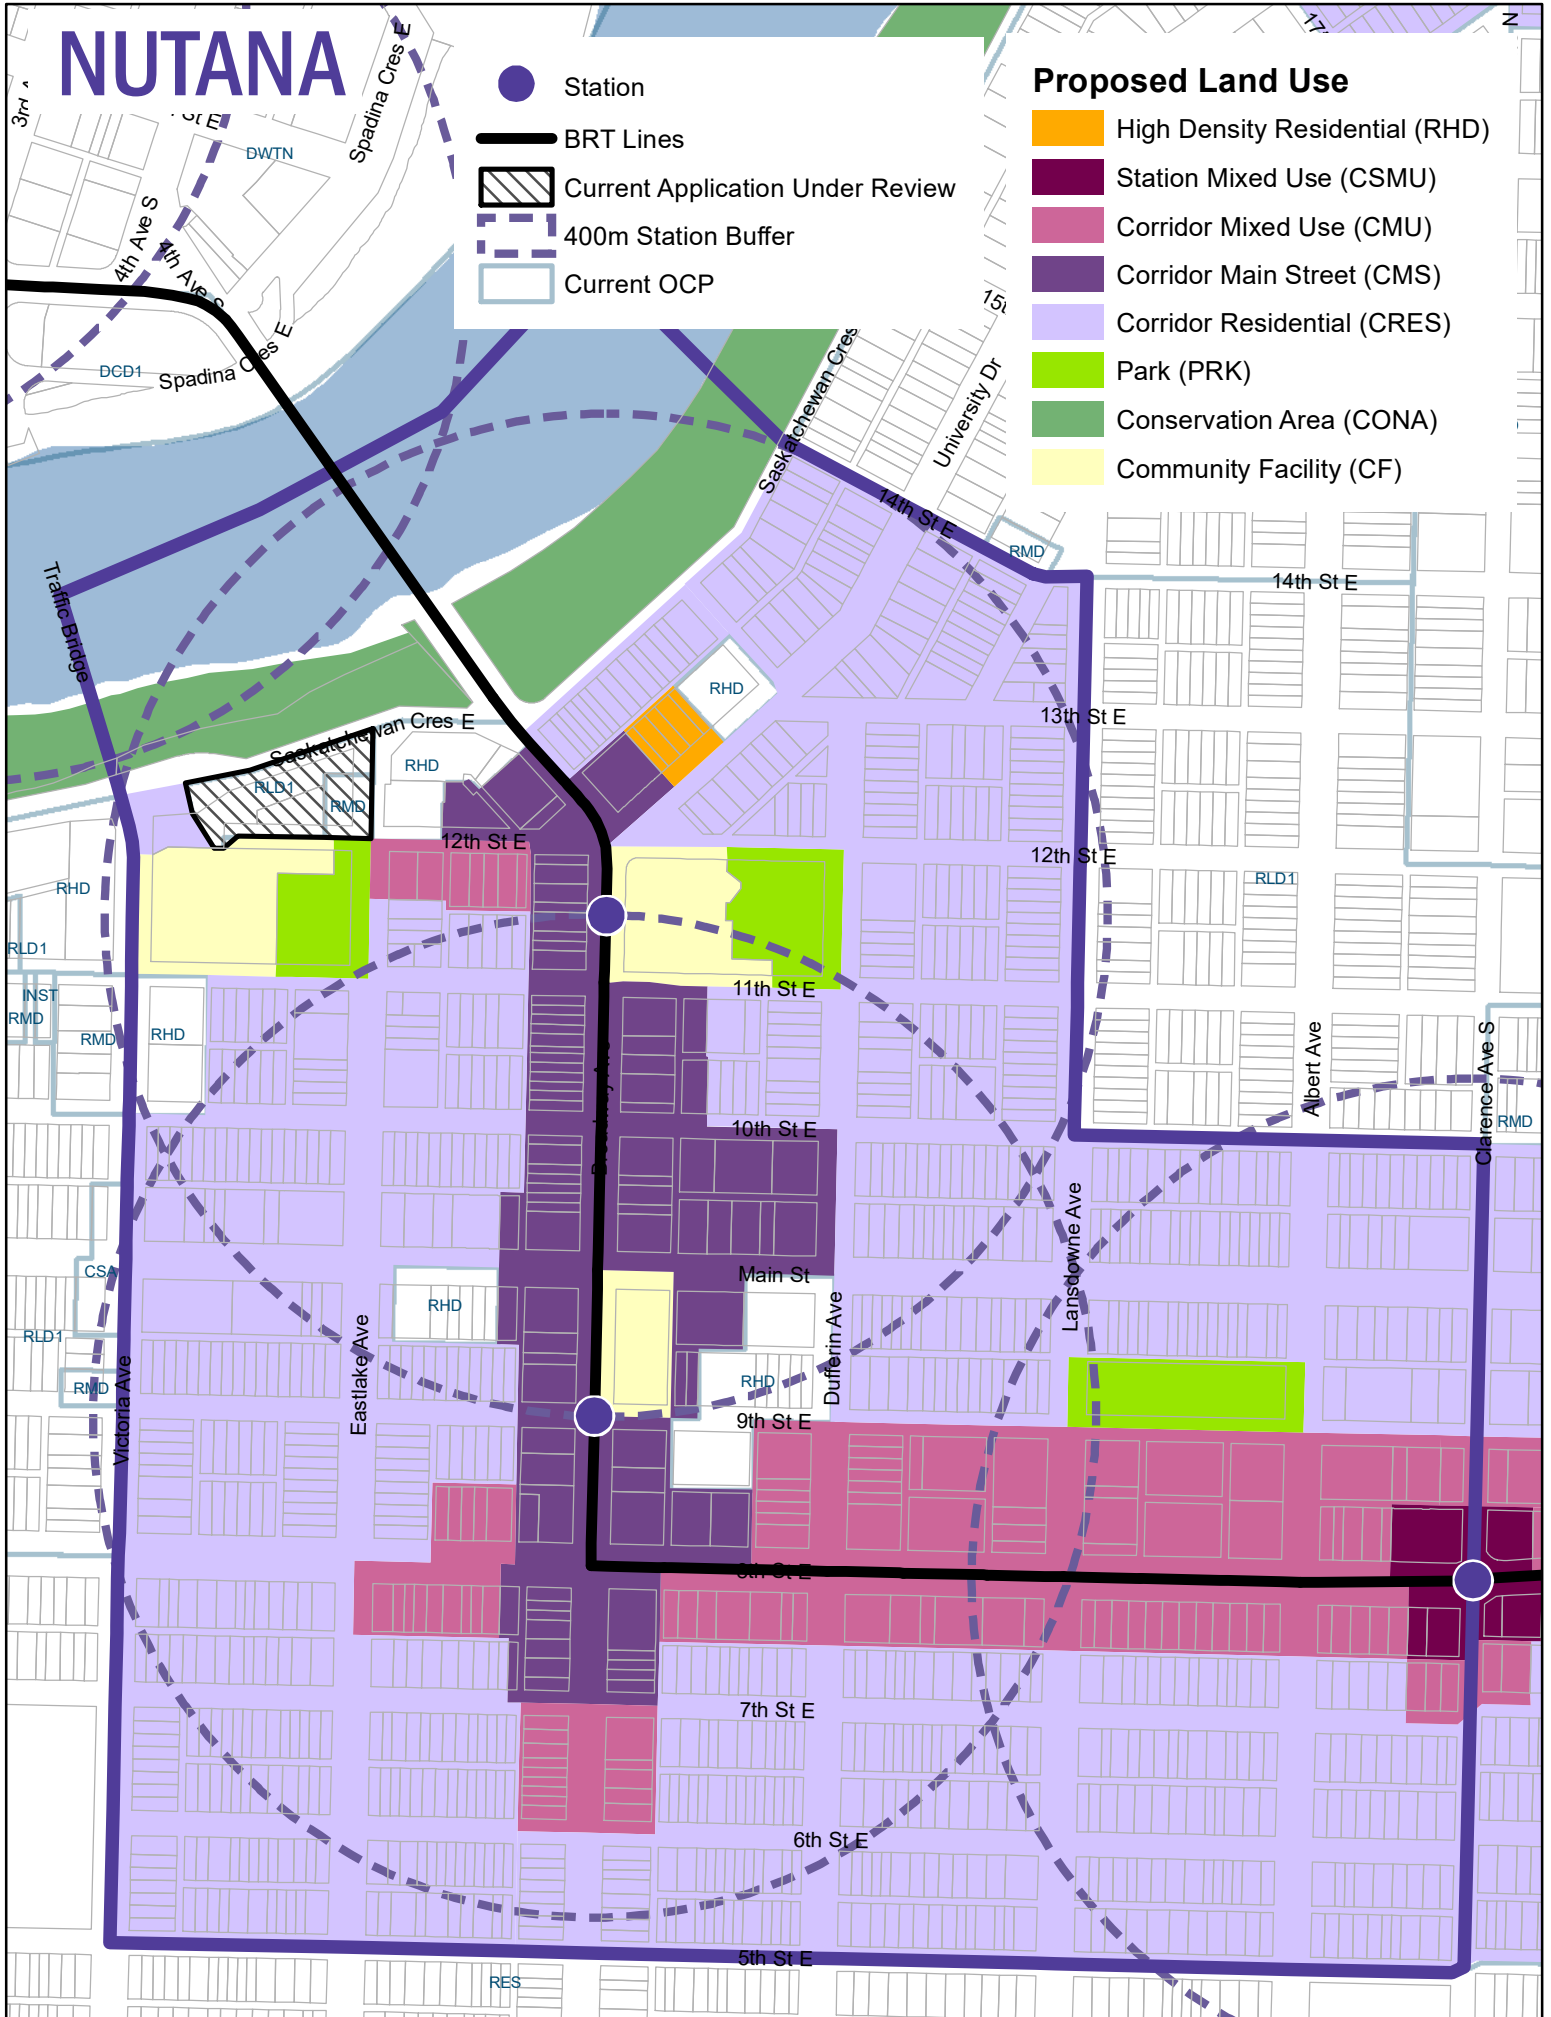 NUTANA
Station
BRT Lines
Current Application Under Review
400m Station Buffer
Current OCP
Proposed Land Use
High Density Residential (RHD)
Station Mixed Use (CSMU)
Corridor Mixed Use (CMU)
Corridor Main Street (CMS)
Corridor Residential (CRES)
Park (PRK)
Conservation Area (CONA)
Community Facility (CF)
N
3rd
St E
DWTN
Spadina Cres E
4th Ave S
4th Ave S
DCD1
Spadina Cres E
Saskatchewan Cres
University Dr
14th St E
RMD
14th St E
Traffic Bridge
RHD
13th St E
Saskatchewan Cres E
RHD
RLD1
RMD
12th St E
12th St E
RLD1
RHD
RLD1
INST
RMD
RMD
RHD
11th St E
Broadway Ave
Albert Ave
Clarence Ave S
RMD
10th St E
Lansdowne Ave
CSA
RHD
Main St
RLD1
RMD
Victoria Ave
Eastlake Ave
Dufferin Ave
RHD
9th St E
8th St E
7th St E
6th St E
5th St E
RES